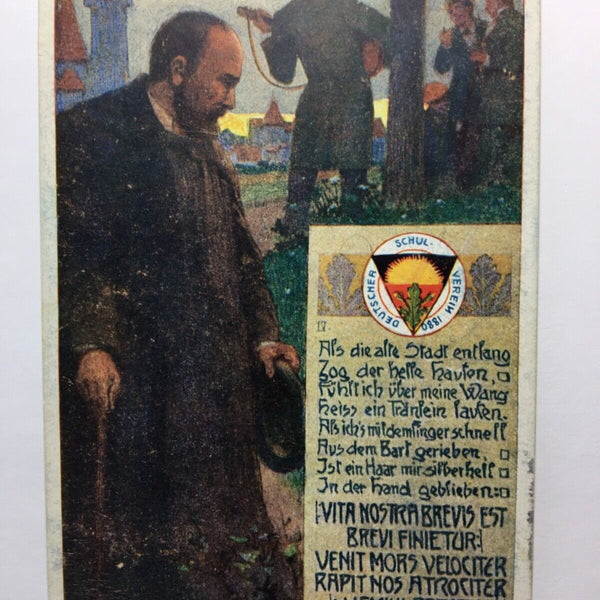 DEUTSCHER SCHUL-VEREIN 1880
17.
Als die alte Stadt entlang
Zog der helle Haufen,
Fühlt ich über meine Wang
Heiss ein Tränlein laufen.
Als ich's mit dem Finger schnell
Aus dem Bart gerieben,
Ist ein Haar mir silberhell
In der Hand geblieben:
|:VITA NOSTRA BREVIS EST
BREVI FINIETUR:|
VENIT MORS VELOCITER
RAPIT NOS ATROCITER